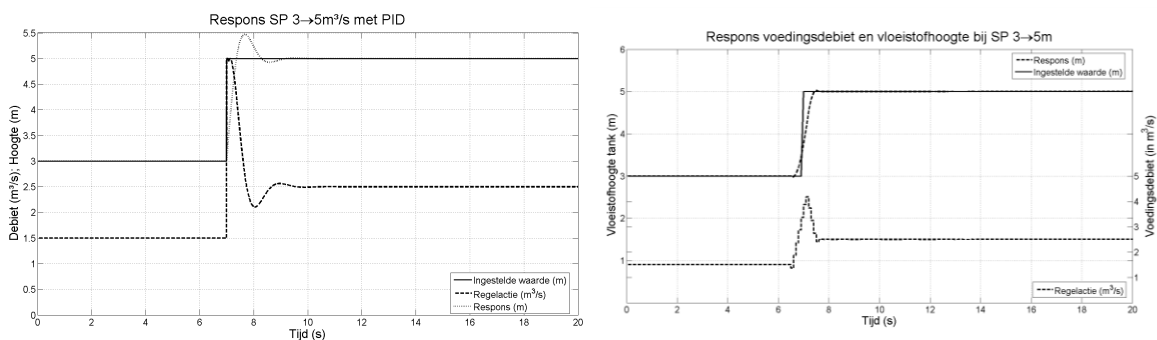 Respons SP 3→5m³/s met PID
Debiet (m³/s); Hoogte (m)
5.5
5
4.5
4
3.5
3
2.5
2
1.5
1
0.5
0
0 2 4 6 8 10 12 14 16 18 20
Tijd (s)
Ingestelde waarde (m)
Regelactie (m³/s)
Respons (m)
Respons voedingsdebiet en vloeistofhoogte bij SP 3→5m
Vloeistofhoogte tank (m)
6
5
4
3
2
1
Respons (m)
Ingestelde waarde (m)
5
4
3
2
1
Voedingsdebiet (in m³/s)
0 2 4 6 8 10 12 14 16 18 20
Tijd (s)
Regelactie (m³/s)